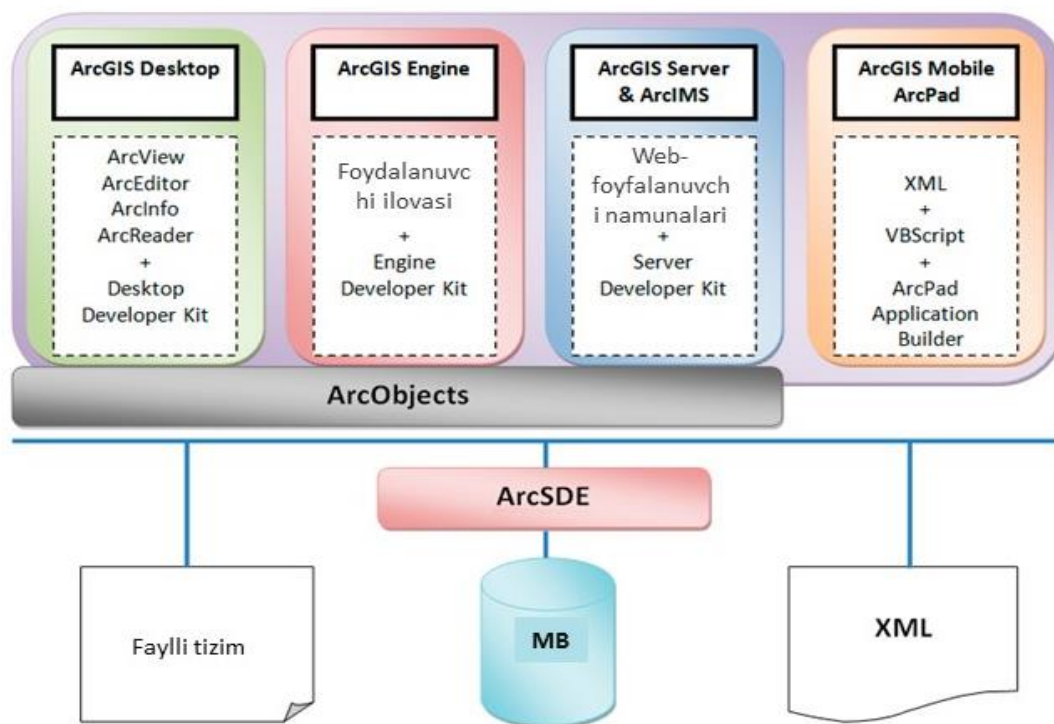 ArcGIS Desktop
ArcView
ArcEditor
ArcInfo
ArcReader
+
Desktop
Developer Kit
ArcGIS Engine
Foydalanuvc
hi ilovasi
+
Engine
Developer Kit
ArcGIS Server
& ArcIMS
Web-
foyfalanuvch
i namunalari
+
Server
Developer Kit
ArcGIS Mobile
ArcPad
XML
+
VBScript
+
ArcPad
Application
Builder
ArcObjects
ArcSDE
Faylli tizim
MB
XML